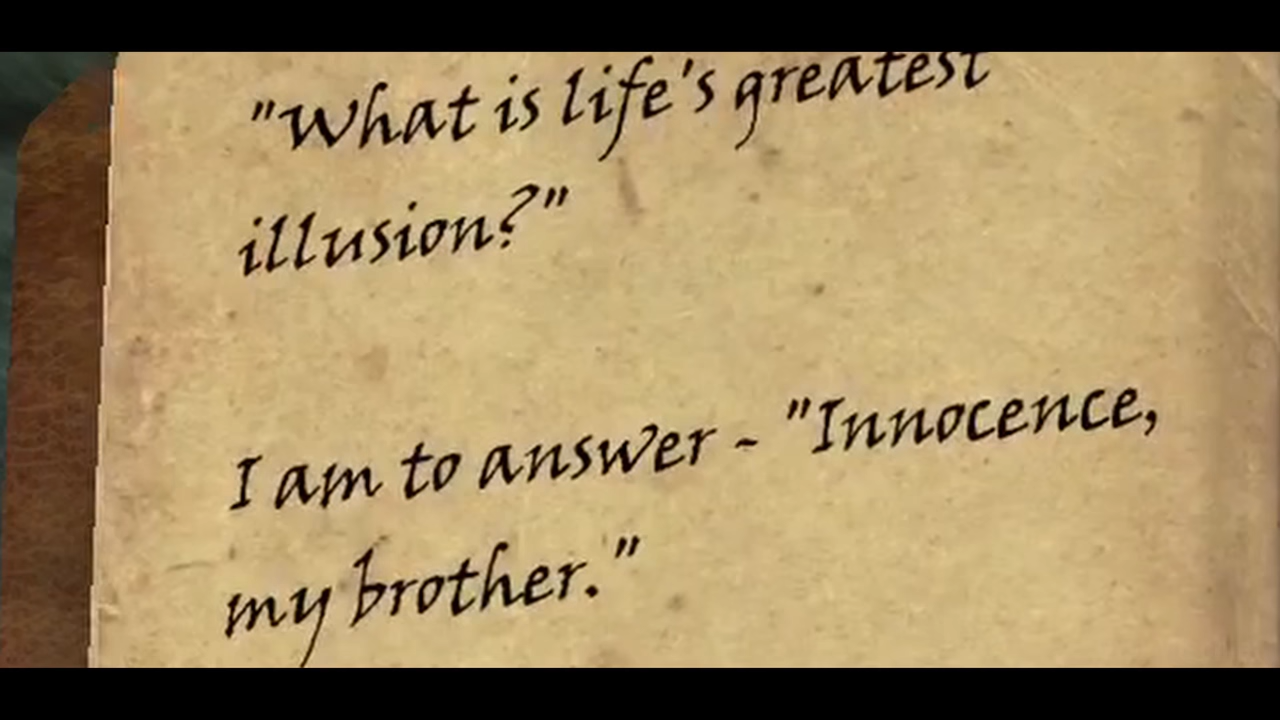 "What is life's greatest
illusion?"
I am to answer - "Innocence,
my brother."